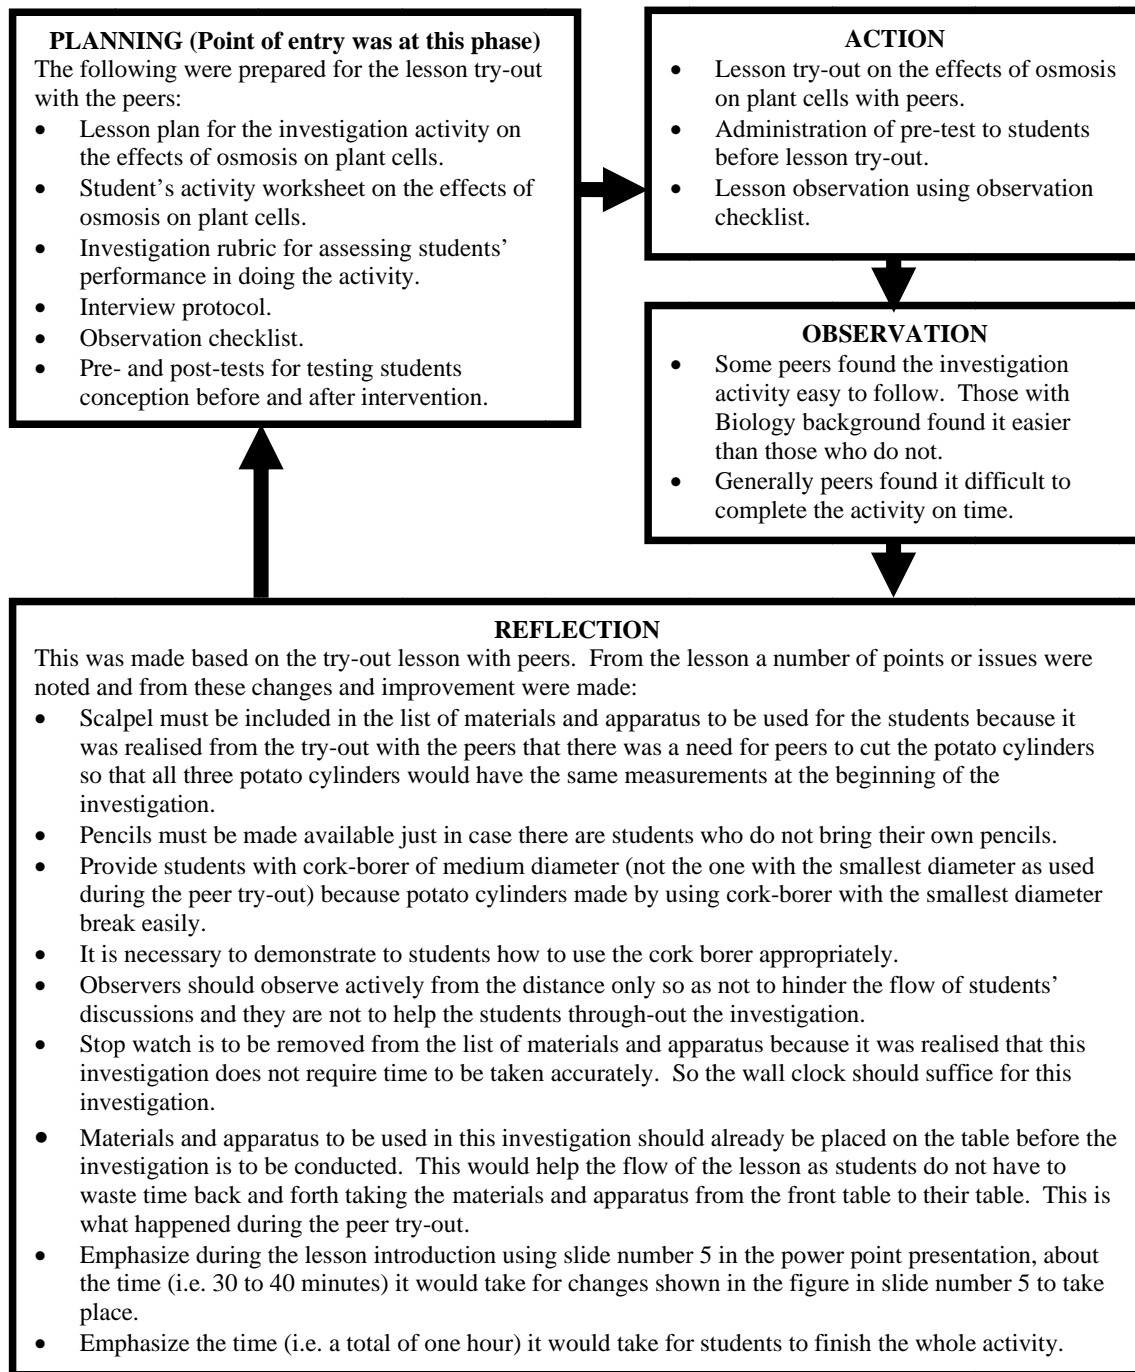 PLANNING (Point of entry was at this phase)
The following were prepared for the lesson try-out
with the peers:
• Lesson plan for the investigation activity on
the effects of osmosis on plant cells.
• Student's activity worksheet on the effects of
osmosis on plant cells.
• Investigation rubric for assessing students'
performance in doing the activity.
• Interview protocol.
• Observation checklist.
• Pre- and post-tests for testing students
conception before and after intervention.
ACTION
• Lesson try-out on the effects of osmosis
on plant cells with peers.
• Administration of pre-test to students
before lesson try-out.
• Lesson observation using observation
checklist.
OBSERVATION
• Some peers found the investigation
activity easy to follow. Those with
Biology background found it easier
than those who do not.
• Generally peers found it difficult to
complete the activity on time.
REFLECTION
This was made based on the try-out lesson with peers. From the lesson a number of points or issues were
noted and from these changes and improvement were made:
• Scalpel must be included in the list of materials and apparatus to be used for the students because it
was realised from the try-out with the peers that there was a need for peers to cut the potato cylinders
so that all three potato cylinders would have the same measurements at the beginning of the
investigation.
• Pencils must be made available just in case there are students who do not bring their own pencils.
• Provide students with cork-borer of medium diameter (not the one with the smallest diameter as used
during the peer try-out) because potato cylinders made by using cork-borer with the smallest diameter
break easily.
• It is necessary to demonstrate to students how to use the cork borer appropriately.
• Observers should observe actively from the distance only so as not to hinder the flow of students'
discussions and they are not to help the students through-out the investigation.
• Stop watch is to be removed from the list of materials and apparatus because it was realised that this
investigation does not require time to be taken accurately. So the wall clock should suffice for this
investigation.
• Materials and apparatus to be used in this investigation should already be placed on the table before the
investigation is to be conducted. This would help the flow of the lesson as students do not have to
waste time back and forth taking the materials and apparatus from the front table to their table. This is
what happened during the peer try-out.
• Emphasize during the lesson introduction using slide number 5 in the power point presentation, about
the time (i.e. 30 to 40 minutes) it would take for changes shown in the figure in slide number 5 to take
place.
• Emphasize the time (i.e. a total of one hour) it would take for students to finish the whole activity.